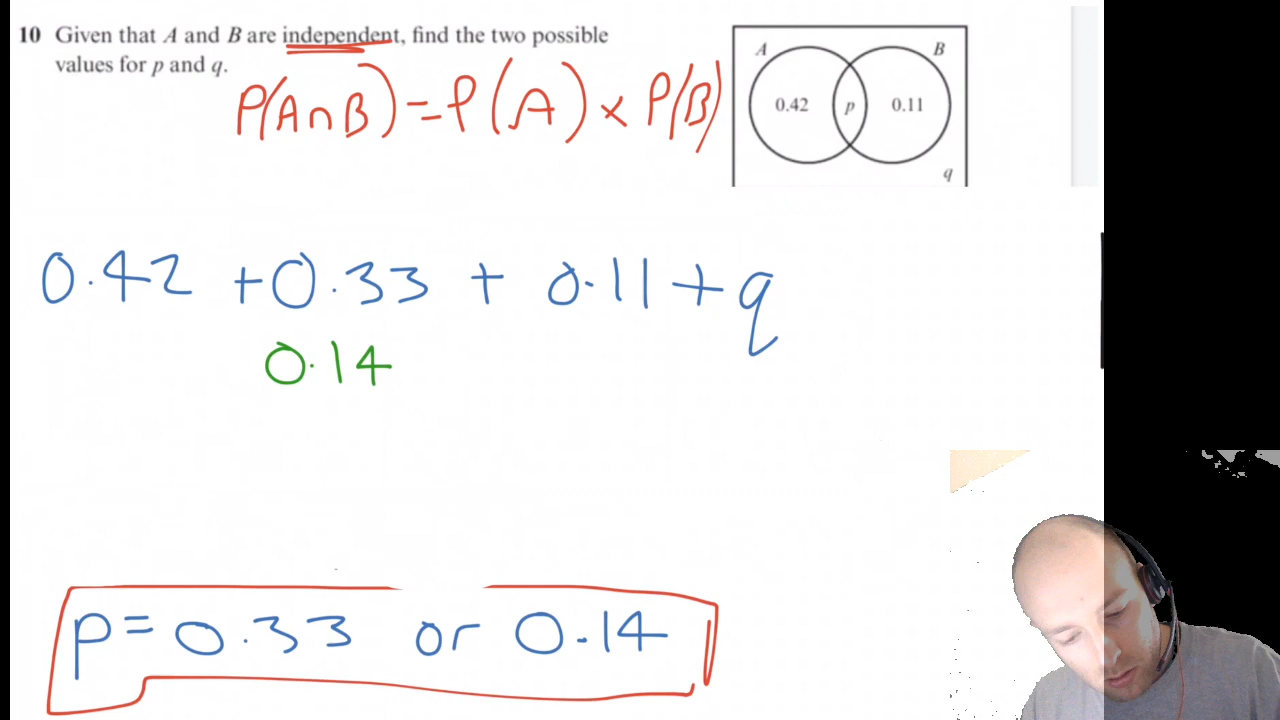 10 Given that A and B are independent, find the two possible
values for p and q.
P(A∩B) = P(A) × P(B)
A B
0.42 p 0.11
q
0.42 + 0.33 + 0.11 + q
0.14
p = 0.33 or 0.14